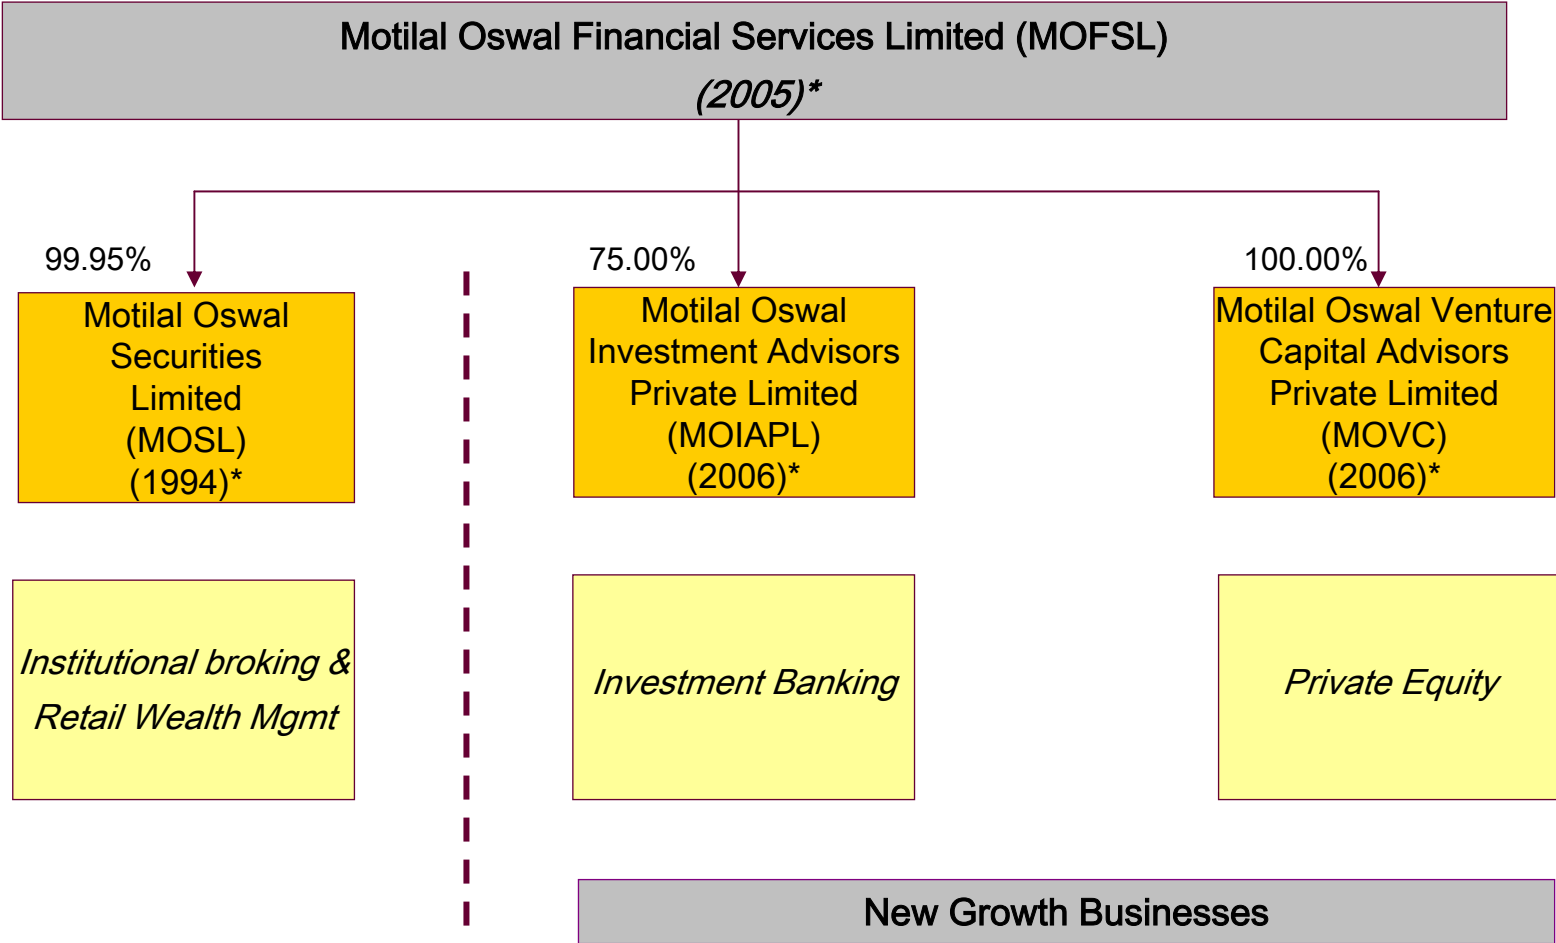 Motilal Oswal Financial Services Limited (MOFSL)
(2005)*
99.95%
75.00%
100.00%
Motilal Oswal
Securities
Limited
(MOSL)
(1994)*
Motilal Oswal
Investment Advisors
Private Limited
(MOIAPL)
(2006)*
Motilal Oswal Venture
Capital Advisors
Private Limited
(MOVC)
(2006)*
Institutional broking &
Retail Wealth Mgmt
Investment Banking
Private Equity
New Growth Businesses